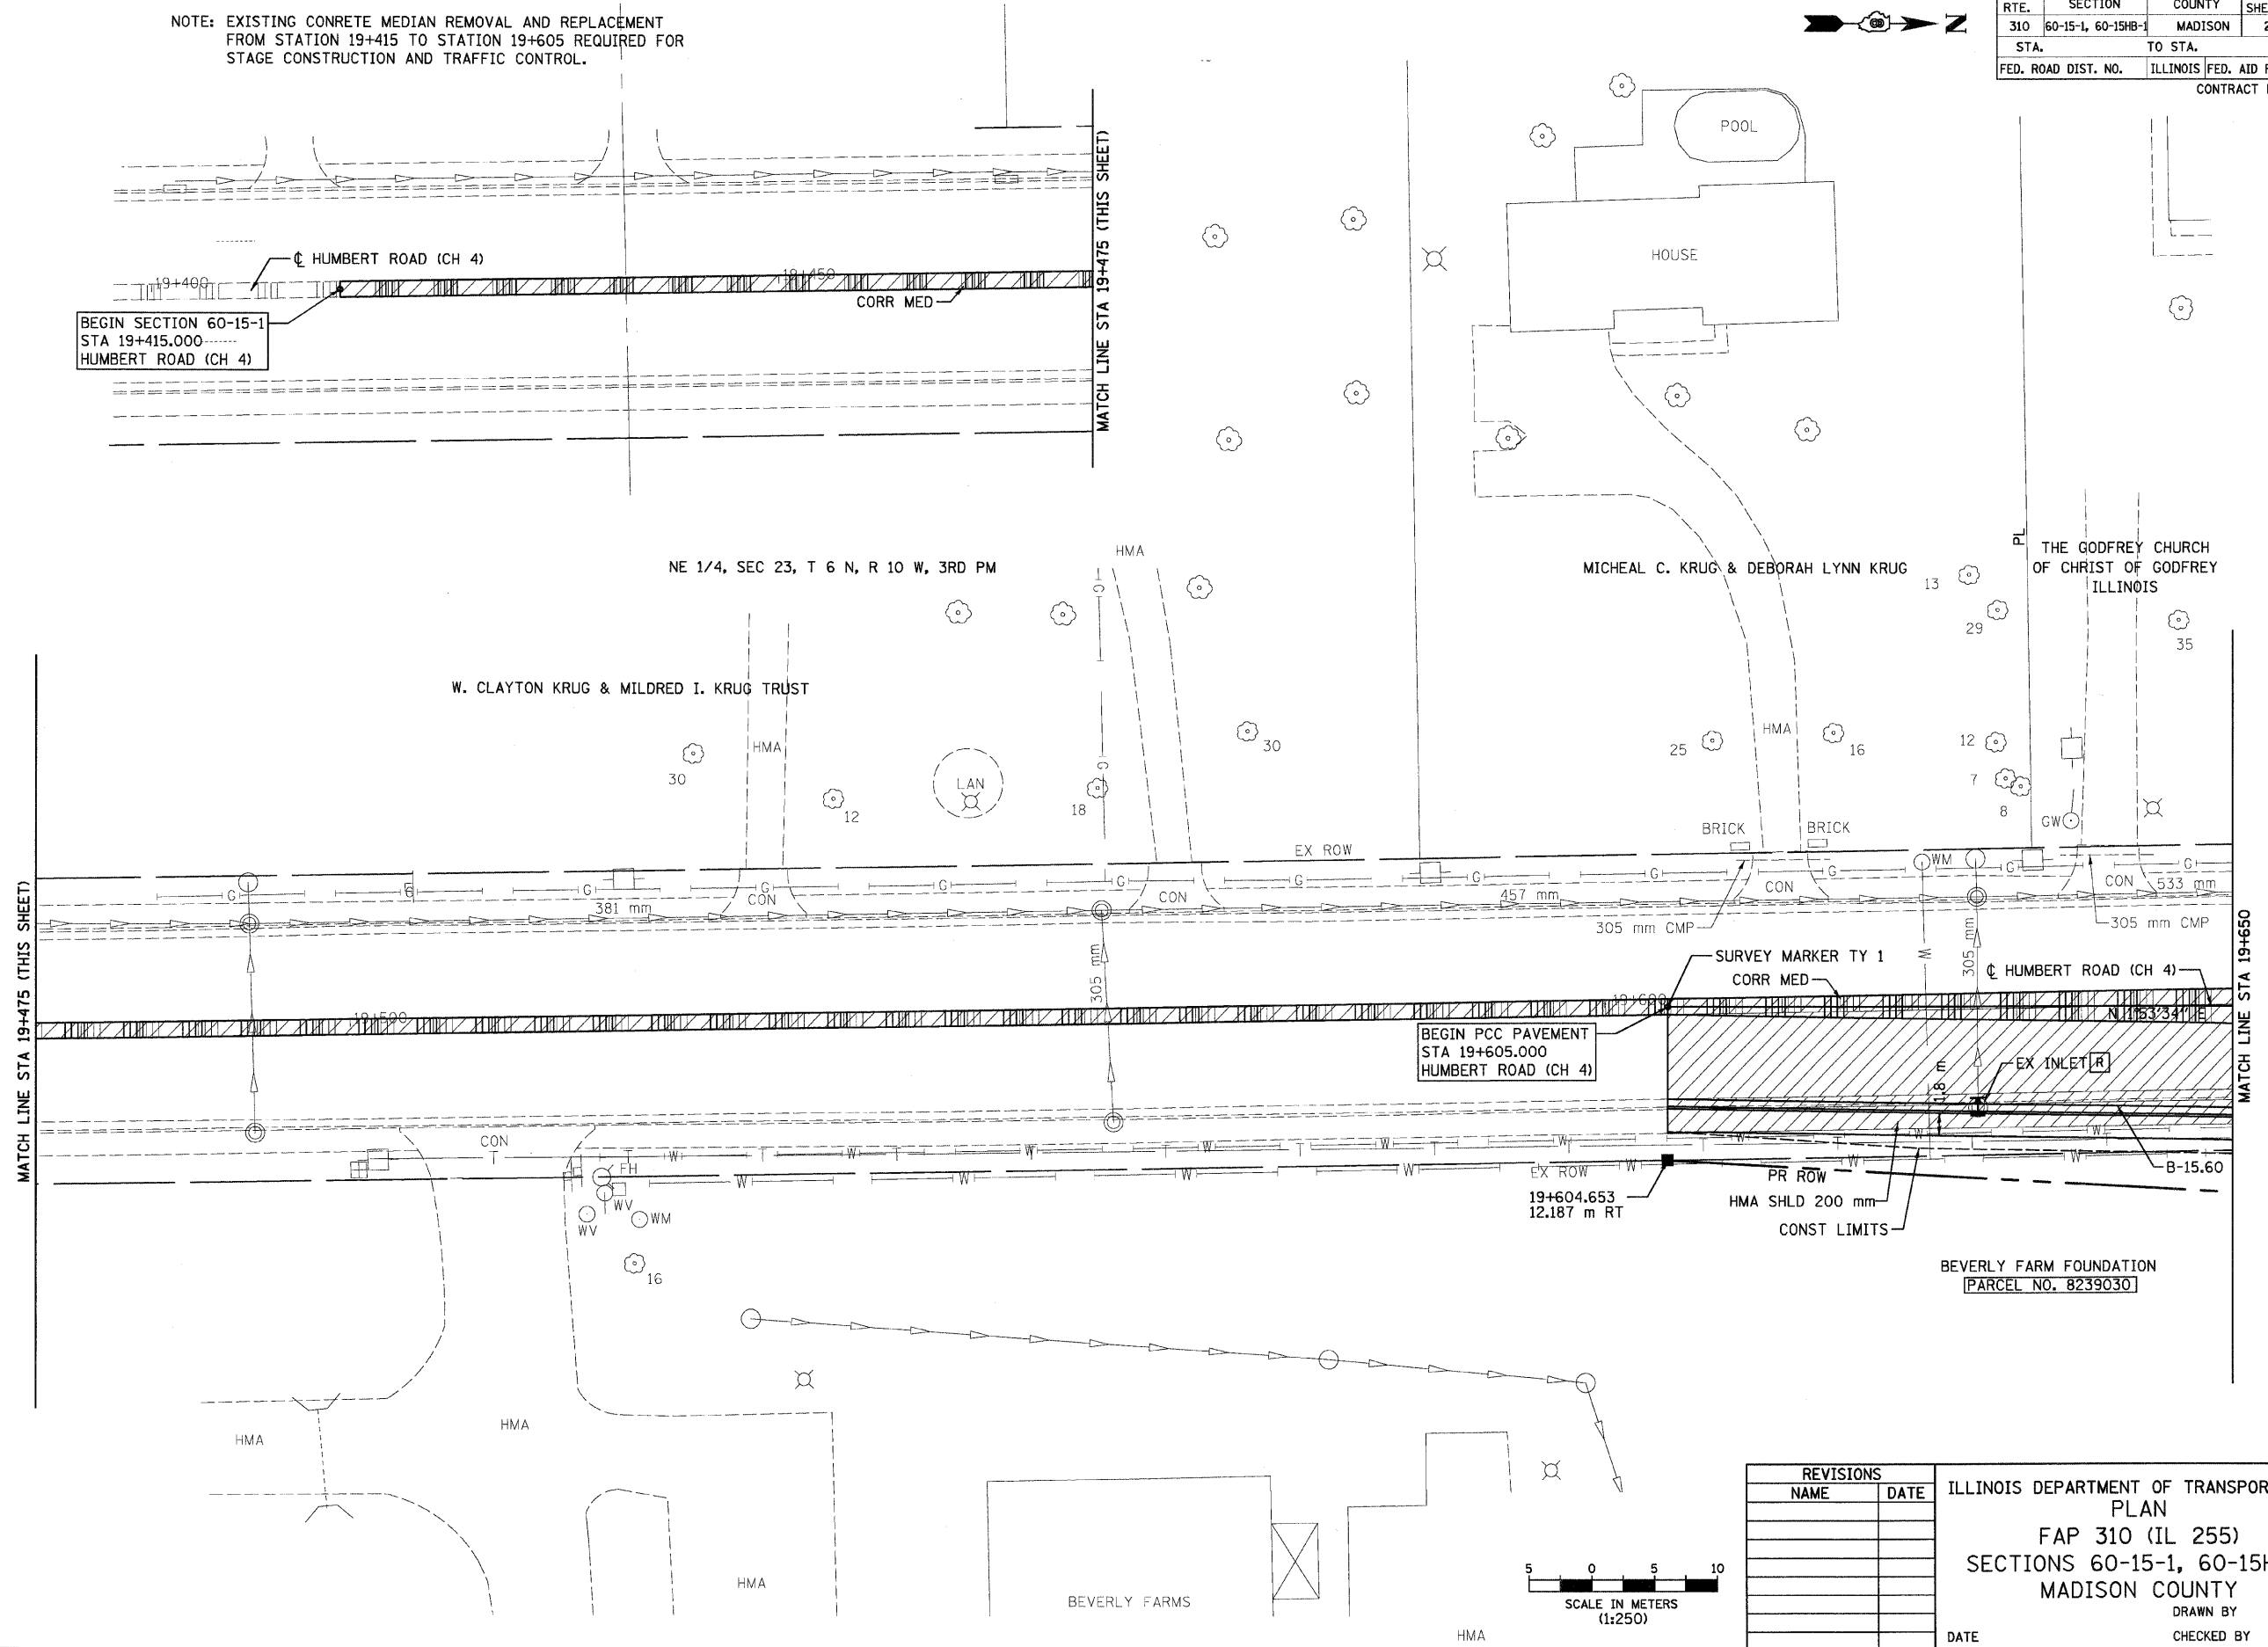 NOTE: EXISTING CONRETE MEDIAN REMOVAL AND REPLACEMENT
FROM STATION 19+415 TO STATION 19+605 REQUIRED FOR
STAGE CONSTRUCTION AND TRAFFIC CONTROL.
N
RTE. SECTION COUNTY
310 60-15-1, 60-15HB-1 MADISON
STA. TO STA.
FED. ROAD DIST. NO. ILLINOIS FED. AID
CONTRACT
POOL
HOUSE
19+400
℄ HUMBERT ROAD (CH 4)
19+450
CORR MED
BEGIN SECTION 60-15-1
STA 19+415.000
HUMBERT ROAD (CH 4)
MATCH LINE STA 19+475 (THIS SHEET)
NE 1/4, SEC 23, T 6 N, R 10 W, 3RD PM
HMA
G
MICHEAL C. KRUG & DEBORAH LYNN KRUG
PL
THE GODFREY CHURCH
OF CHRIST OF GODFREY
ILLINOIS
13
29
35
W. CLAYTON KRUG & MILDRED I. KRUG TRUST
30
HMA
12
LAN
18
G
30
25
HMA
16
12
7
8
GW
BRICK
BRICK
EX ROW
WM
G
G
G
G
G
G
G
G
G
G
G
G
381 mm
CON
CON
457 mm
CON
CON
533 mm
305 mm CMP
305 mm CMP
MATCH LINE STA 19+475 (THIS SHEET)
305 mm
W
305 mm
SURVEY MARKER TY 1
CORR MED
℄ HUMBERT ROAD (CH 4)
19+500
19+600
N 1°53'34" E
BEGIN PCC PAVEMENT
STA 19+605.000
HUMBERT ROAD (CH 4)
EX INLET R
1.8 m
MATCH LINE STA 19+650
CON
T
T
W
T
W
T
W
T
W
T
W
T
W
T
W
T
W
T
W
T
W
FH
W
W
W
W
EX ROW
W
W
W
PR ROW
B-15.60
WV
WV
WM
19+604.653
12.187 m RT
HMA SHLD 200 mm
CONST LIMITS
16
BEVERLY FARM FOUNDATION
PARCEL NO. 8239030
HMA
HMA
HMA
BEVERLY FARMS
HMA
5 0 5 10
SCALE IN METERS
(1:250)
REVISIONS
NAME DATE
ILLINOIS DEPARTMENT OF
PLAN
FAP 310 (IL 255)
SECTIONS 60-15-1,
MADISON COUNTY
DRAWN BY
DATE CHECKED BY